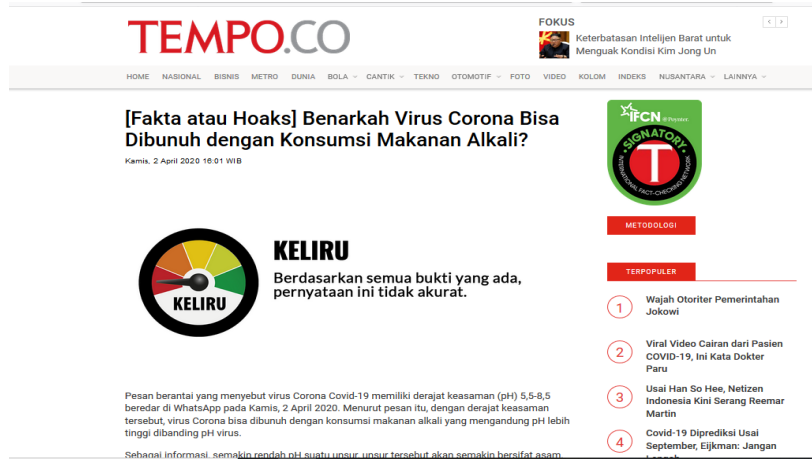 TEMPO.CO
FOKUS
Keterbatasan Intelijen Barat untuk
Menguak Kondisi Kim Jong Un
HOME NASIONAL BISNIS METRO DUNIA BOLA CANTIK TEKNO OTOMOTIF FOTO VIDEO KOLOM INDEKS NUSANTARA LAINNYA
[Fakta atau Hoaks] Benarkah Virus Corona Bisa
Dibunuh dengan Konsumsi Makanan Alkali?
Kamis, 2 April 2020 16:01 WIB
KELIRU
KELIRU
Berdasarkan semua bukti yang ada,
pernyataan ini tidak akurat.
Pesan berantai yang menyebut virus Corona Covid-19 memiliki derajat keasaman (pH) 5,5-8,5
beredar di WhatsApp pada Kamis, 2 April 2020. Menurut pesan itu, dengan derajat keasaman
tersebut, virus Corona bisa dibunuh dengan konsumsi makanan alkali yang mengandung pH lebih
tinggi dibanding pH virus.
Sebagai informasi, semakin rendah pH suatu unsur, unsur tersebut akan semakin bersifat asam.
IFCN @Poynter.
SIGNATORY
T
INTERNATIONAL FACT-CHECKING NETWORK
METODOLOGI
TERPOPULER
1 Wajah Otoriter Pemerintahan
Jokowi
2 Viral Video Cairan dari Pasien
COVID-19, Ini Kata Dokter
Paru
3 Usai Han So Hee, Netizen
Indonesia Kini Serang Reemar
Martin
4 Covid-19 Diprediksi Usai
September, Eijkman: Jangan